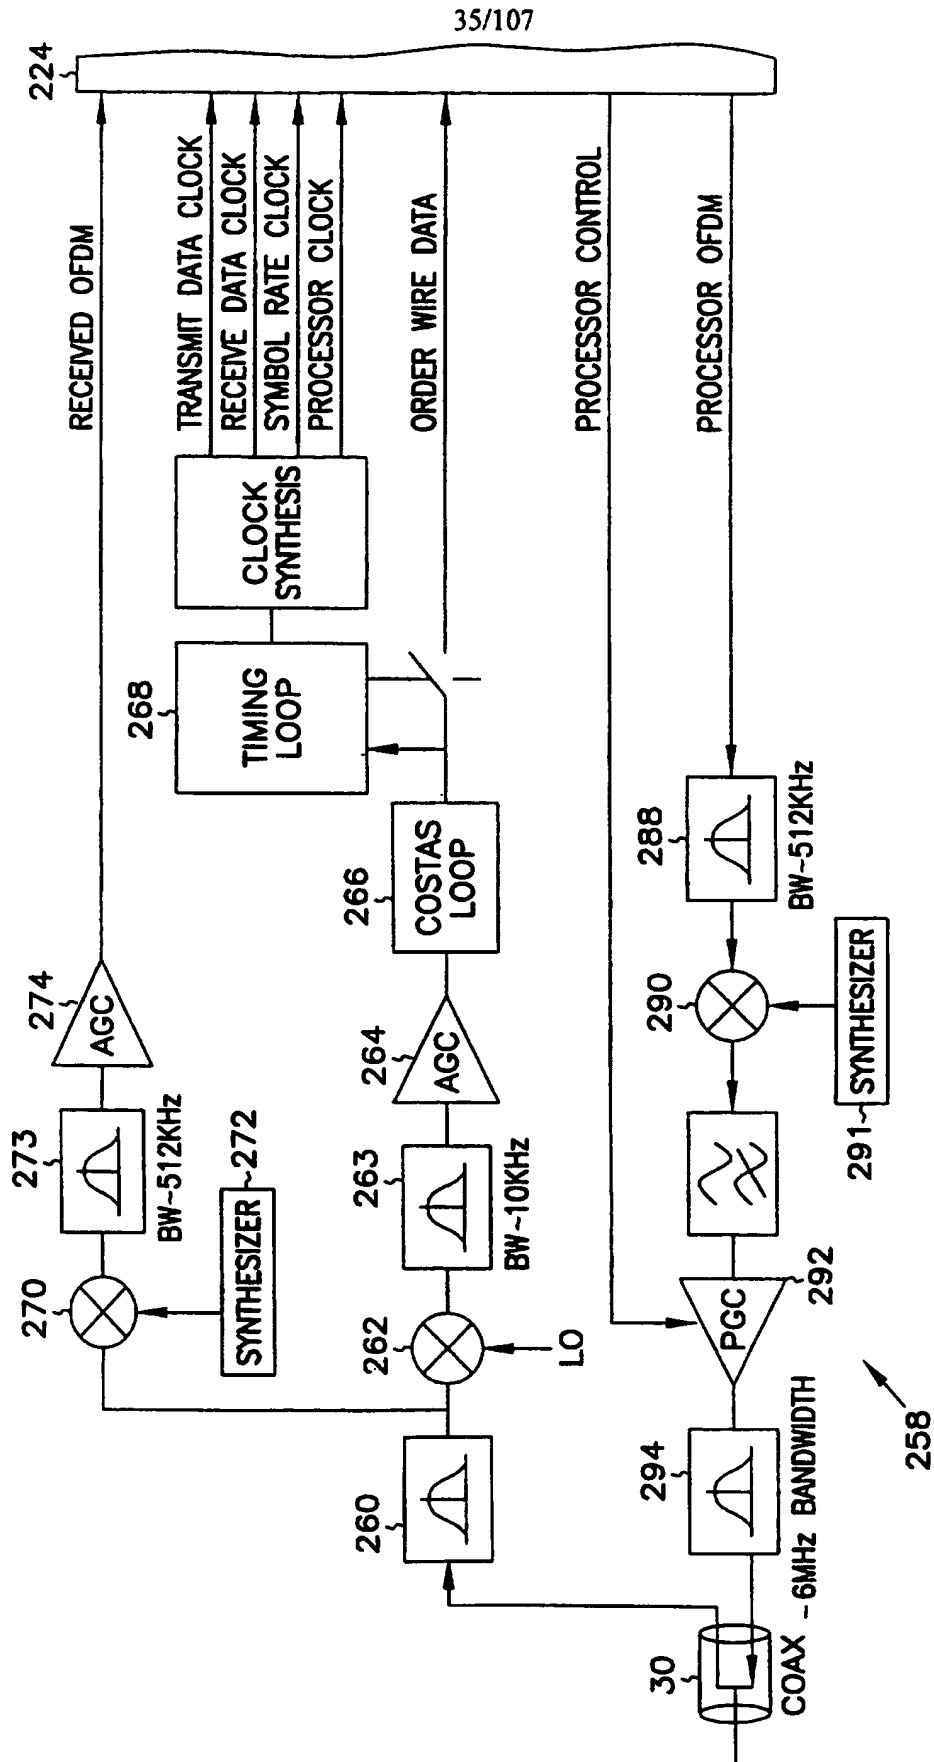 35/107
224
RECEIVED OFDM
TRANSMIT DATA CLOCK
RECEIVE DATA CLOCK
SYMBOL RATE CLOCK
PROCESSOR CLOCK
ORDER WIRE DATA
PROCESSOR CONTROL
PROCESSOR OFDM
CLOCK
SYNTHESIS
268
TIMING
LOOP
266
COSTAS
LOOP
274
AGC
264
AGC
273
BW~512KHz
263
BW~10KHz
270
272
SYNTHESIZER
262
LO
260
288
BW~512KHz
290
291
SYNTHESIZER
292
PGC
294
~6MHz BANDWIDTH
30
COAX
258